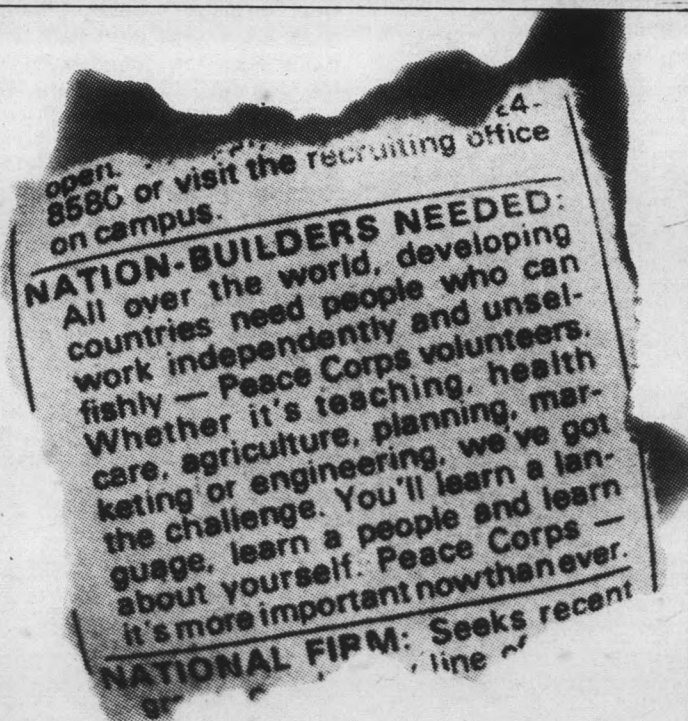 open.
8580 or visit the recruiting office
on campus.
NATION-BUILDERS NEEDED:
All over the world, developing
countries need people who can
work independently and unsel-
fishly — Peace Corps volunteers.
Whether it's teaching, health
care, agriculture, planning, mar-
keting or engineering, we've got
the challenge. You'll learn a lan-
guage, learn a people and learn
about yourself. Peace Corps —
it's more important now than ever.
NATIONAL FIRM: Seeks recent
line of